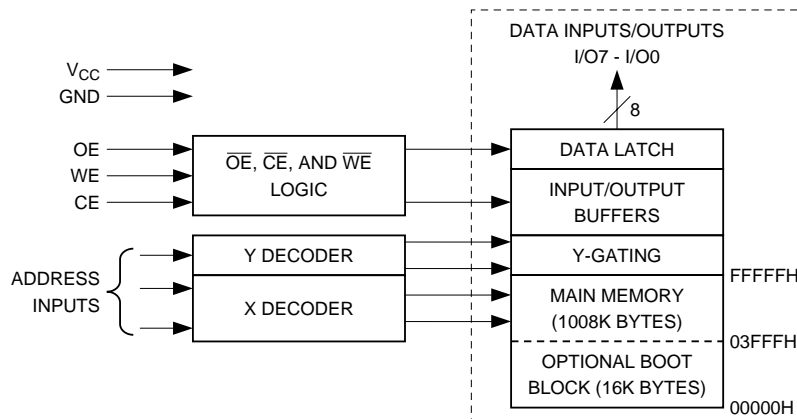 DATA INPUTS/OUTPUTS
I/O7 - I/O0
8
VCC
GND
OE
WE
CE
OE, CE, AND WE
LOGIC
DATA LATCH
INPUT/OUTPUT
BUFFERS
ADDRESS
INPUTS
Y DECODER
X DECODER
Y-GATING
FFFFFH
MAIN MEMORY
(1008K BYTES)
03FFFH
OPTIONAL BOOT
BLOCK (16K BYTES)
00000H